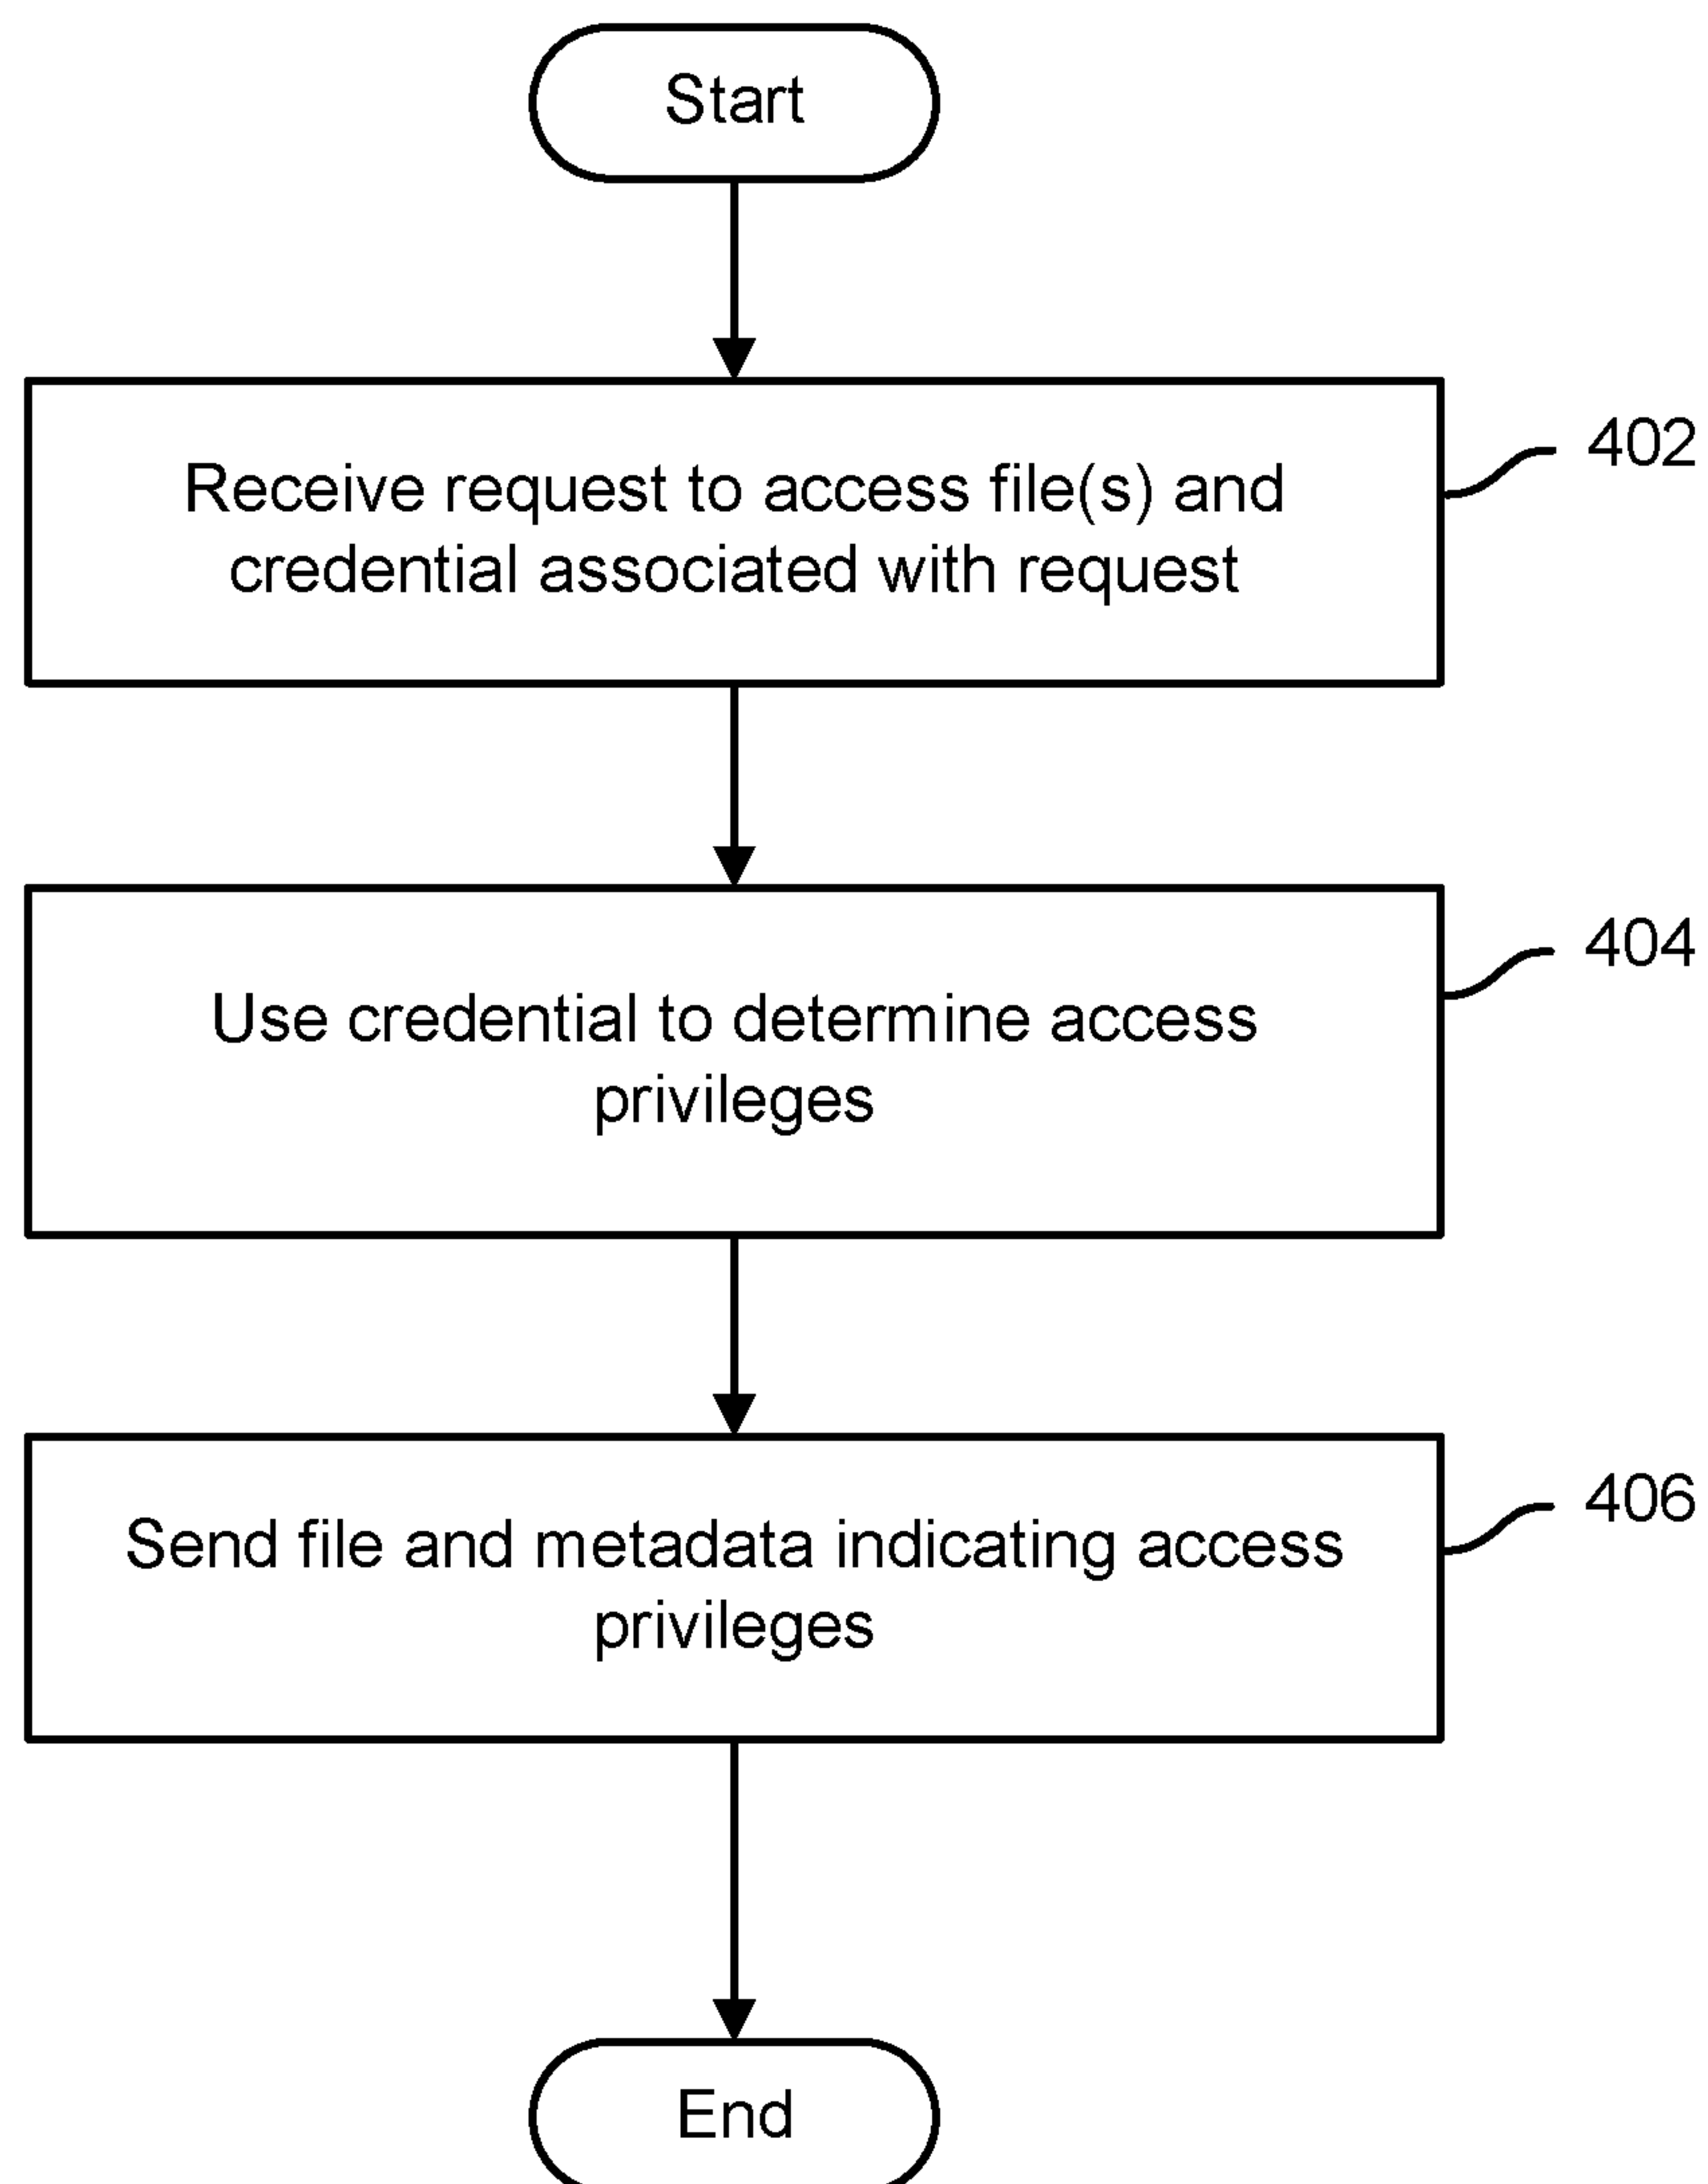 Start
402
Receive request to access file(s) and
credential associated with request
404
Use credential to determine access
privileges
406
Send file and metadata indicating access
privileges
End